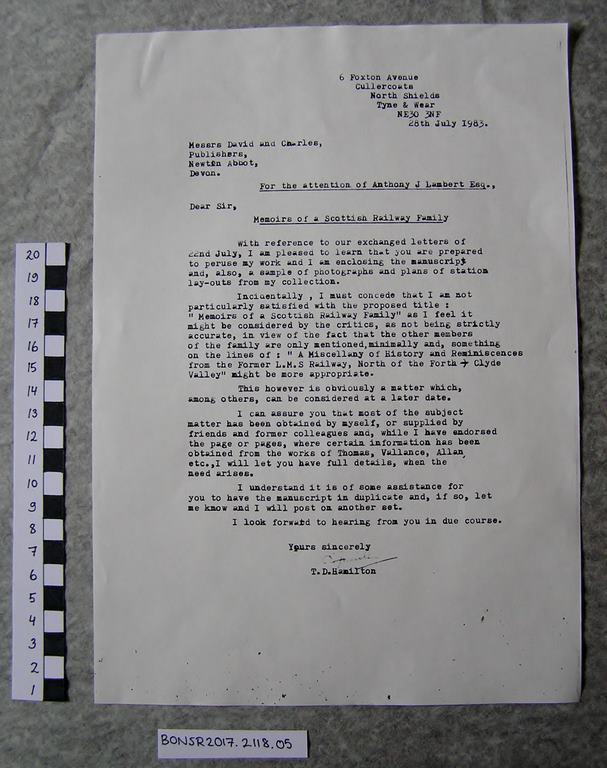 6 Foxton Avenue
Cullercoats
North Shields
Tyne & Wear
NE30 3NF
28th July 1983.
Messrs David and Charles,
Publishers,
Newton Abbot,
Devon.
For the attention of Anthony J Lambert Esq.,
Dear Sir,
Memoirs of a Scottish Railway Family
With reference to our exchanged letters of
22nd July, I am pleased to learn that you are prepared
to peruse my work and I am enclosing the manuscript
and, also, a sample of photographs and plans of station
lay-outs from my collection.
Incidentally , I must concede that I am not
particularly satisfied with the proposed title :
" Memoirs of a Scottish Railway Family" as I feel it
might be considered by the critics, as not being strictly
accurate, in view of the fact that the other members
of the family are only mentioned,minimally and, something
on the lines of : " A Miscellany of History and Reminiscences
from the Former L.M.S Railway, North of the Forth → Clyde
Valley" might be more appropriate.
This however is obviously a matter which,
among others, can be considered at a later date.
I can assure you that most of the subject
matter has been obtained by myself, or supplied by
friends and former colleagues and, while I have endorsed
the page or pages, where certain information has been
obtained from the works of Thomas, Vallance, Allan,
etc.,I will let you have full details, when the
need arises.
I understand it is of some assistance for
you to have the manuscript in duplicate and, if so, let
me know and I will post on another set.
I look forward to hearing from you in due course.
Yours sincerely
T.D.Hamilton
20
19
18
17
16
15
14
13
12
11
10
9
8
7
6
5
4
3
2
1
BONSR2017.2118.05